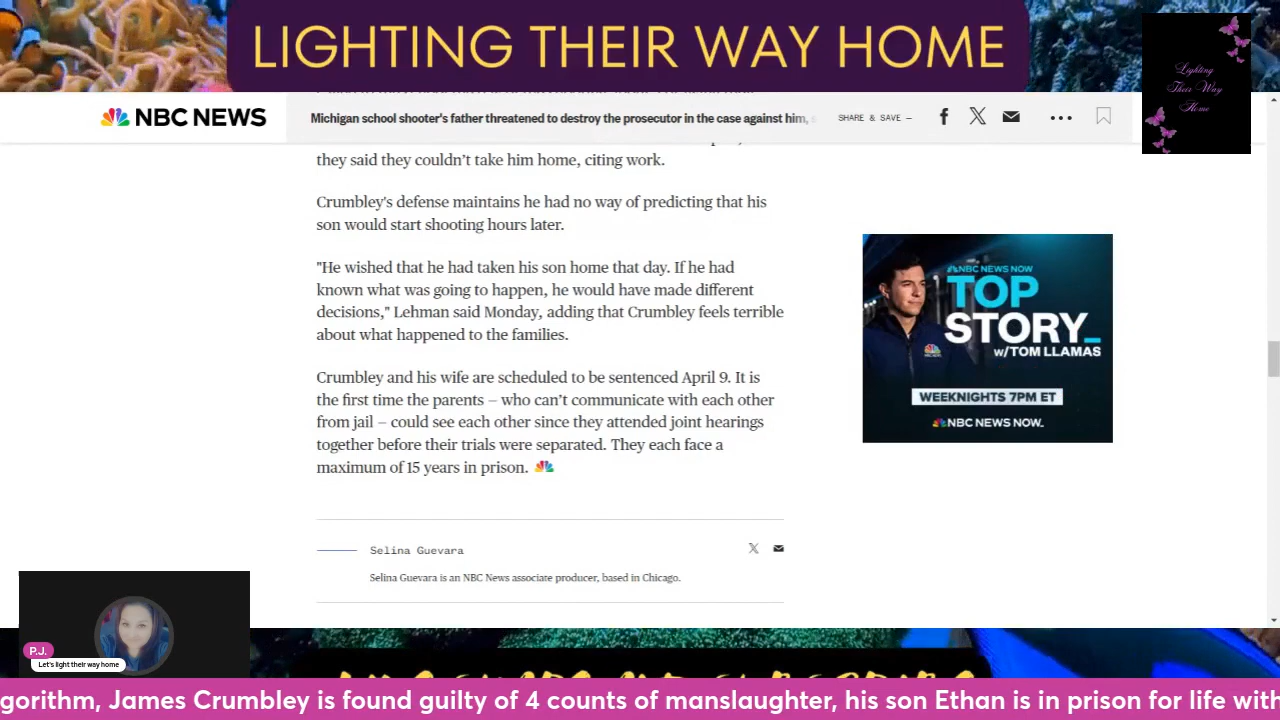 LIGHTING THEIR WAY HOME
Lighting
Their Way
Home
NBC NEWS
Michigan school shooter's father threatened to destroy the prosecutor in the case against him,
SHARE & SAVE —
they said they couldn't take him home, citing work.
Crumbley's defense maintains he had no way of predicting that his
son would start shooting hours later.
"He wished that he had taken his son home that day. If he had
known what was going to happen, he would have made different
decisions," Lehman said Monday, adding that Crumbley feels terrible
about what happened to the families.
Crumbley and his wife are scheduled to be sentenced April 9. It is
the first time the parents — who can't communicate with each other
from jail — could see each other since they attended joint hearings
together before their trials were separated. They each face a
maximum of 15 years in prison.
NBC NEWS NOW
TOP
STORY_
w/TOM LLAMAS
WEEKNIGHTS 7PM ET
NBC NEWS NOW_
Selina Guevara
Selina Guevara is an NBC News associate producer, based in Chicago.
P.J.
Let's light their way home
gorithm, James Crumbley is found guilty of 4 counts of manslaughter, his son Ethan is in prison for life with